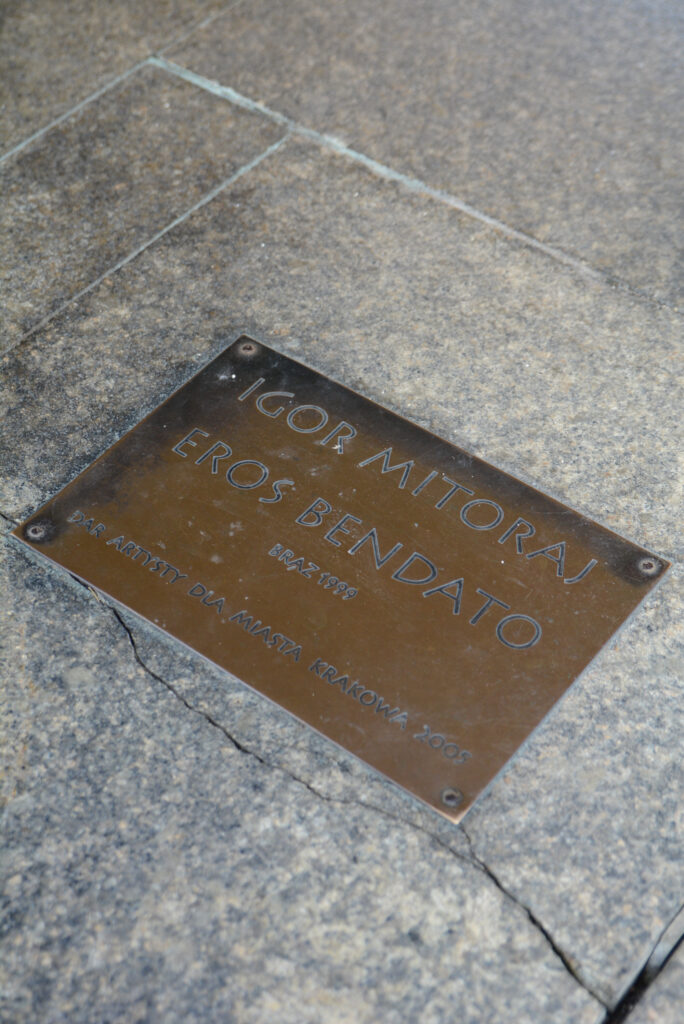 IGOR MITORAJ
EROS BENDATO
BRĄZ 1999
DAR ARTYSTY DLA MIASTA KRAKOWA 2005